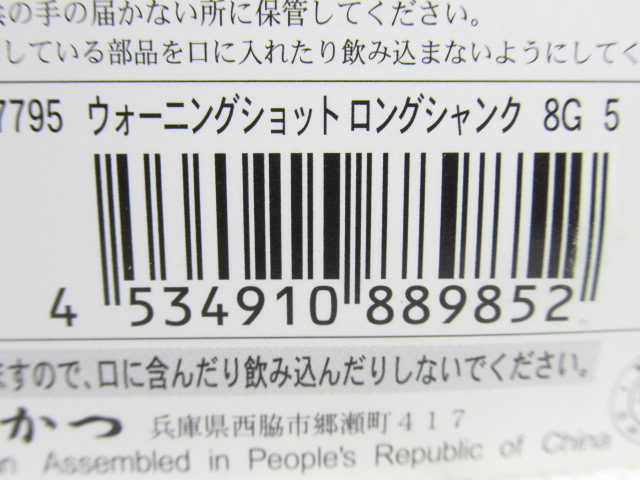 の手の届かない所に保管してください。
している部品を口に入れたり飲み込まないようにしてく
7795 ウォーニングショット ロングシャンク 8G 5
4 534910 889852
ますので、口に含んだり飲み込んだりしないでください。
かつ 兵庫県西脇市郷瀬町417
n Assembled in People's Republic of China